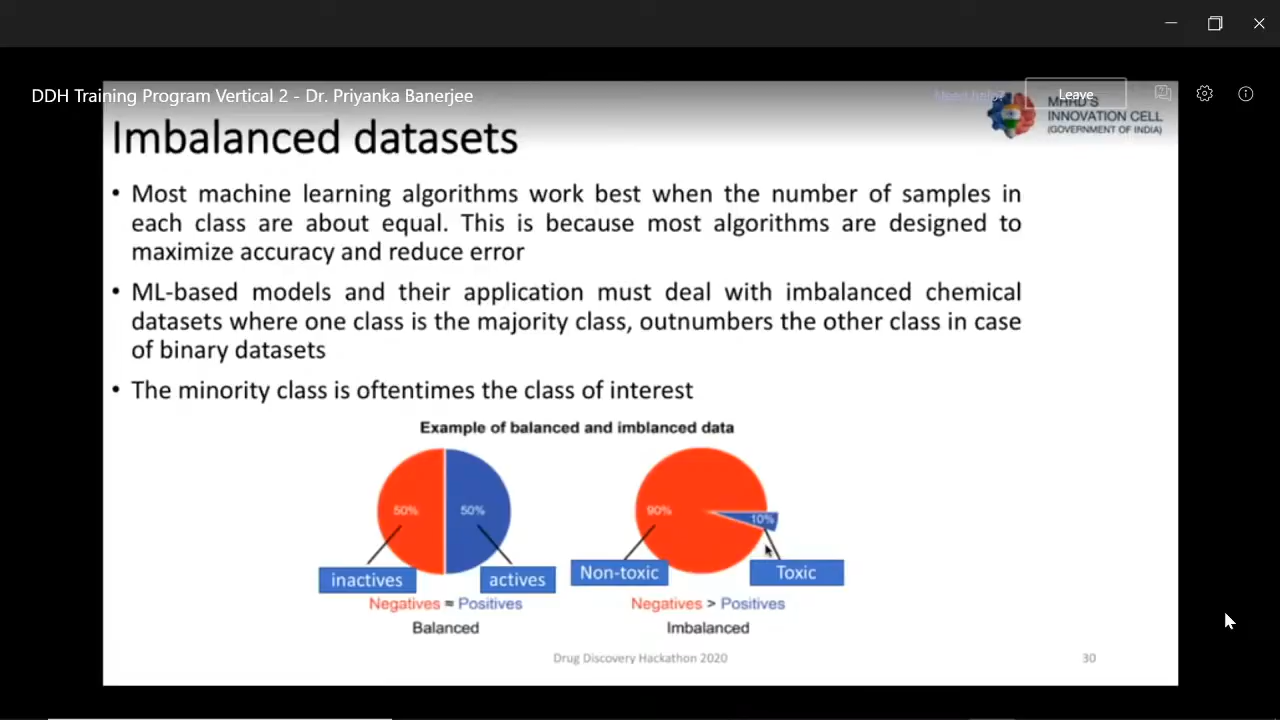 DDH Training Program Vertical 2 - Dr. Priyanka Banerjee
Need help?
Leave
MHRD'S
INNOVATION CELL
(GOVERNMENT OF INDIA)
Imbalanced datasets
• Most machine learning algorithms work best when the number of samples in
each class are about equal. This is because most algorithms are designed to
maximize accuracy and reduce error
• ML-based models and their application must deal with imbalanced chemical
datasets where one class is the majority class, outnumbers the other class in case
of binary datasets
• The minority class is oftentimes the class of interest
Example of balanced and imblanced data
50% 50%
90% 10%
inactives actives
Non-toxic Toxic
Negatives = Positives
Negatives > Positives
Balanced
Imbalanced
Drug Discovery Hackathon 2020
30